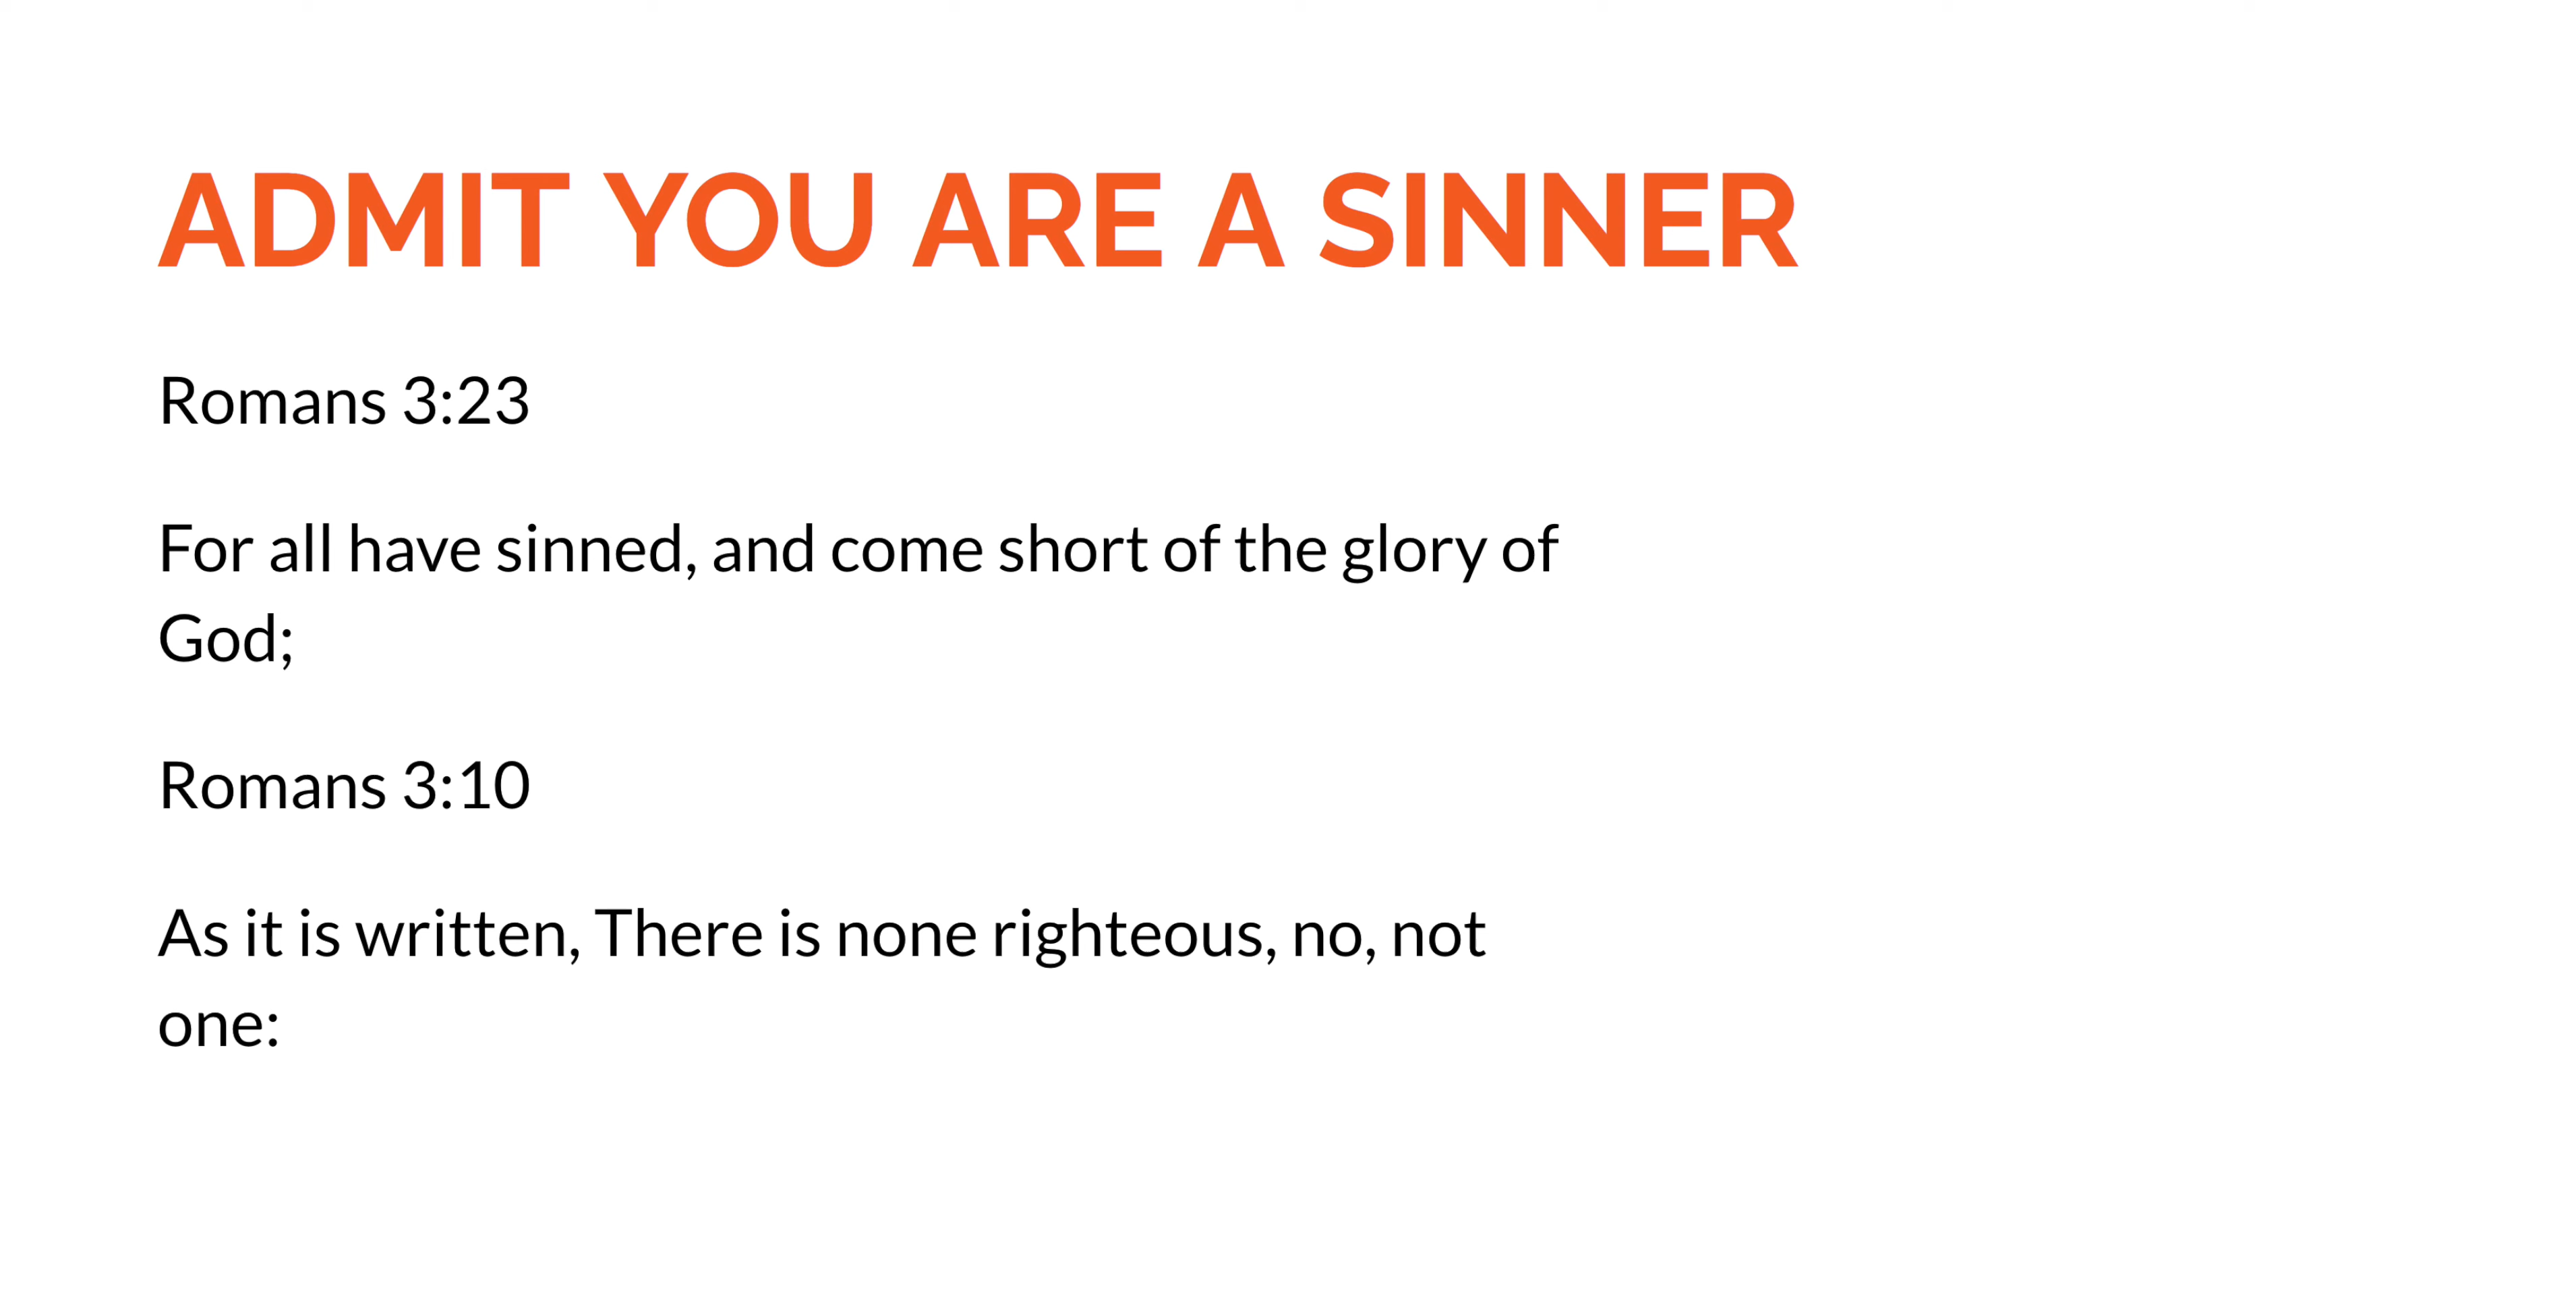 ADMIT YOU ARE A SINNER
Romans 3:23
For all have sinned, and come short of the glory of
God;
Romans 3:10
As it is written, There is none righteous, no, not
one: